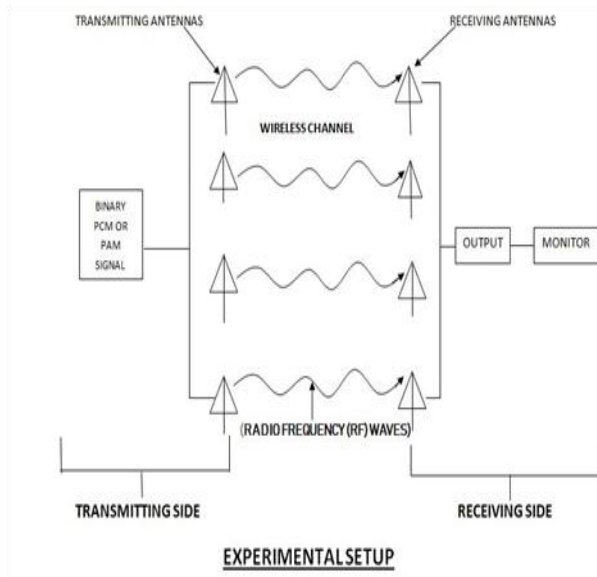 TRANSMITTING ANTENNAS
RECEIVING ANTENNAS
WIRELESS CHANNEL
BINARY
PCM OR
PAM
SIGNAL
OUTPUT
MONITOR
(RADIO FREQUENCY (RF) WAVES)
TRANSMITTING SIDE
RECEIVING SIDE
EXPERIMENTAL SETUP